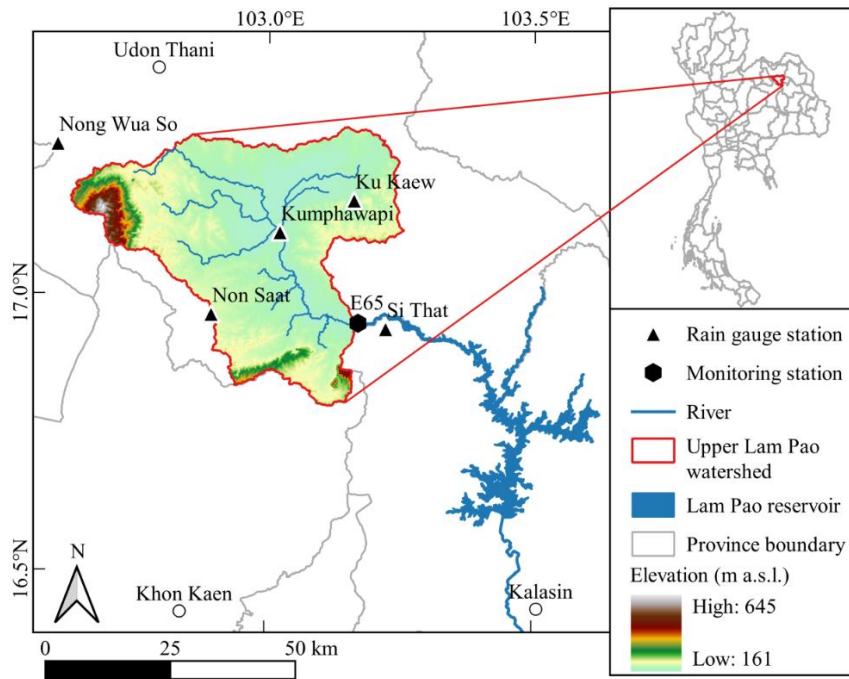 103.0°E
103.5°E
Udon Thani
Nong Wua So
Ku Kaew
Kumphawapi
17.0°N
Non Saat
E65
Si That
16.5°N
N
Khon Kaen
Kalasin
0
25
50 km
Rain gauge station
Monitoring station
River
Upper Lam Pao
watershed
Lam Pao reservoir
Province boundary
Elevation (m a.s.l.)
High: 645
Low: 161